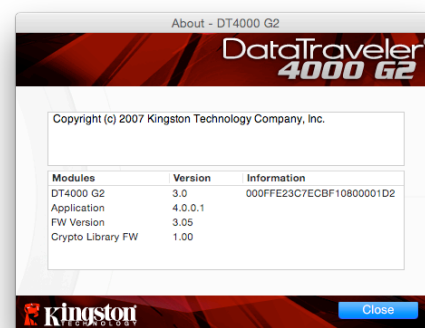 About - DT4000 G2
DataTraveler®
4000 G2
Copyright (c) 2007 Kingston Technology Company, Inc.
Modules Version Information
DT4000 G2 3.0 000FFE23C7ECBF10800001D2
Application 4.0.0.1
FW Version 3.05
Crypto Library FW 1.00
Kingston
TECHNOLOGY
Close